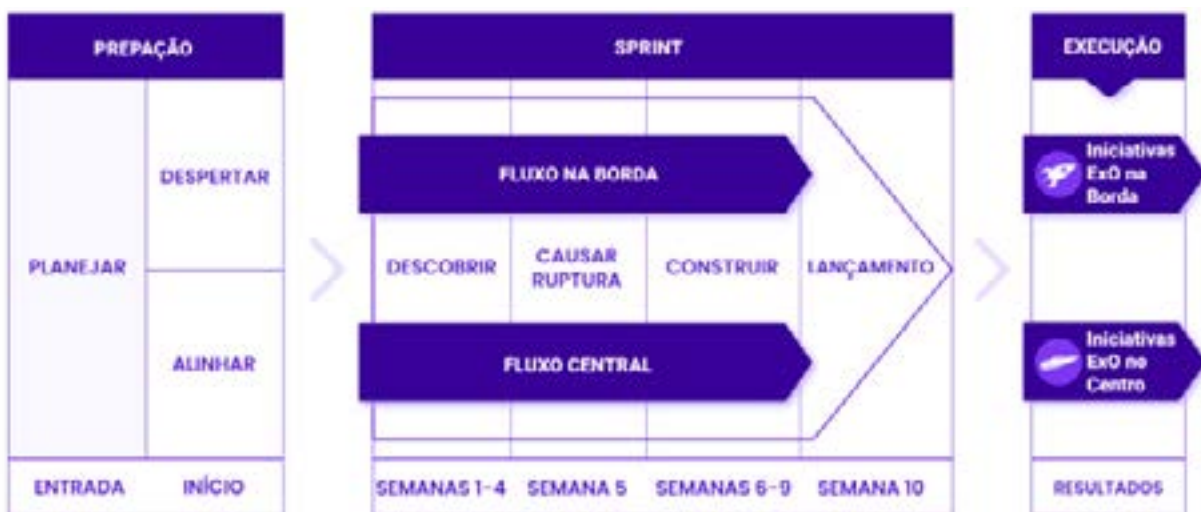 PREPAÇÃO
SPRINT
EXECUÇÃO
DESPERTAR
PLANEJAR
ALINHAR
FLUXO NA BORDA
DESCOBRIR
CAUSAR
RUPTURA
CONSTRUIR
LANÇAMENTO
FLUXO CENTRAL
Iniciativas
ExO na
Borda
Iniciativas
ExO no
Centro
ENTRADA
INÍCIO
SEMANAS 1-4
SEMANA 5
SEMANAS 6-9
SEMANA 10
RESULTADOS